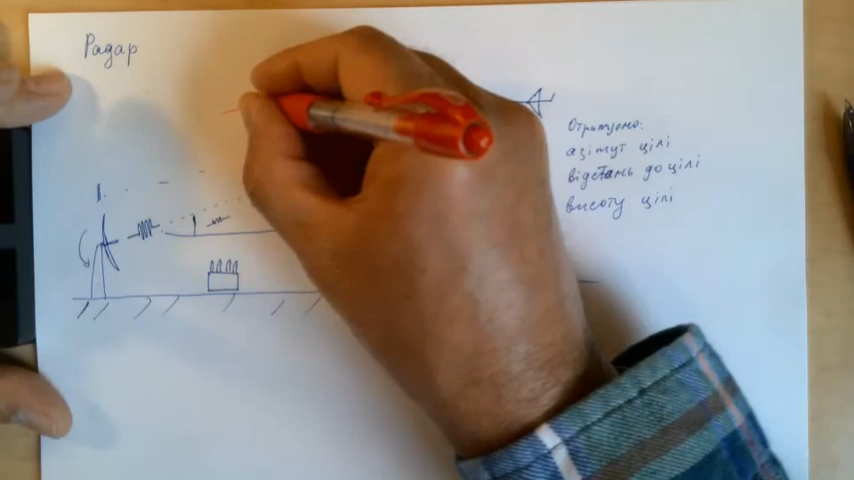 Радар
Отримуємо:
азимут цілі
відстань до цілі
висоту цілі